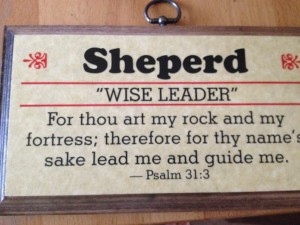 Sheperd
"WISE LEADER"
For thou art my rock and my
fortress; therefore for thy name's
sake lead me and guide me.
— Psalm 31:3